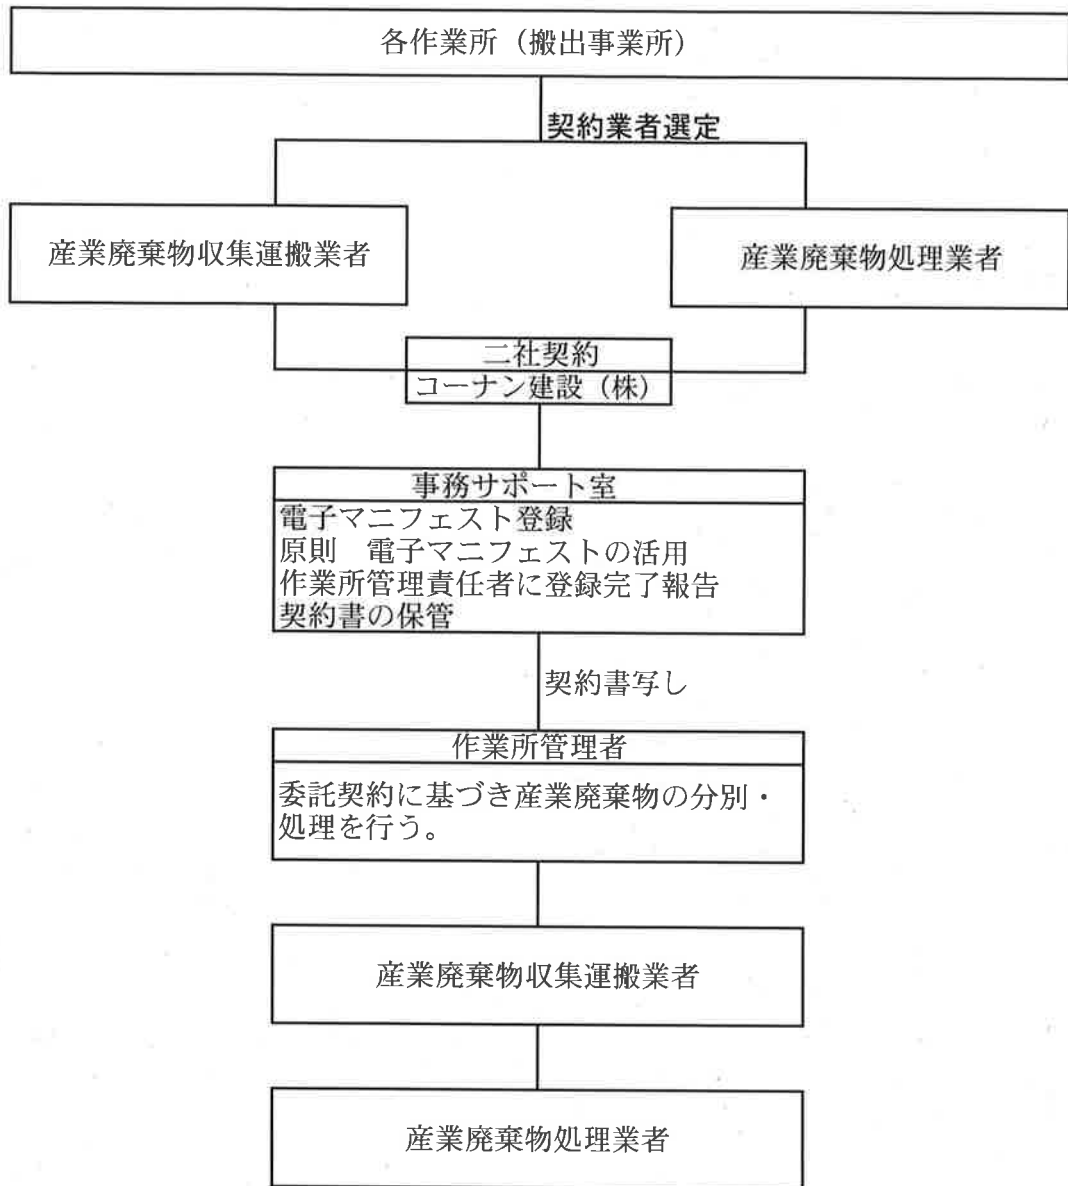 各作業所（搬出事業所）
契約業者選定
産業廃棄物収集運搬業者
産業廃棄物処理業者
二社契約
コーナン建設（株）
事務サポート室
電子マニフェスト登録
原則　電子マニフェストの活用
作業所管理責任者に登録完了報告
契約書の保管
契約書写し
作業所管理者
委託契約に基づき産業廃棄物の分別・
処理を行う。
産業廃棄物収集運搬業者
産業廃棄物処理業者